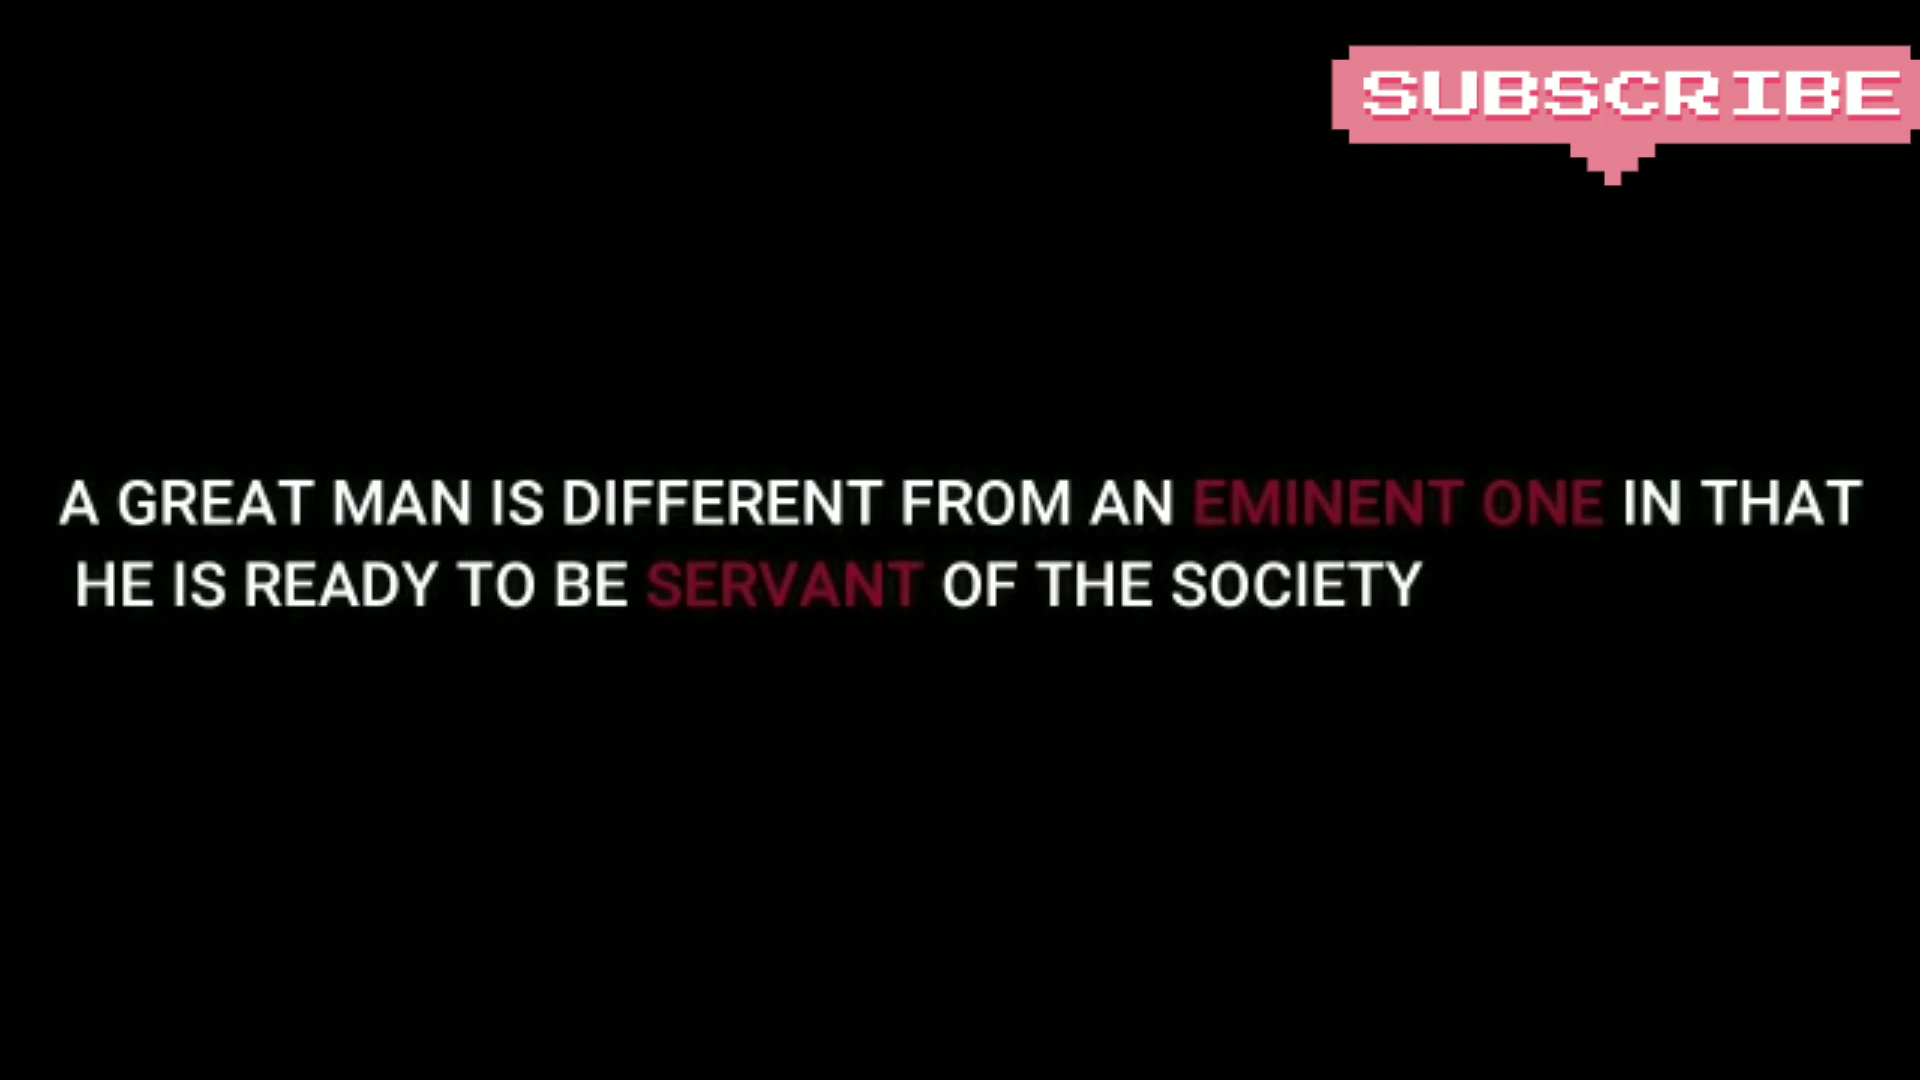 SUBSCRIBE
A GREAT MAN IS DIFFERENT FROM AN EMINENT ONE IN THAT
HE IS READY TO BE SERVANT OF THE SOCIETY